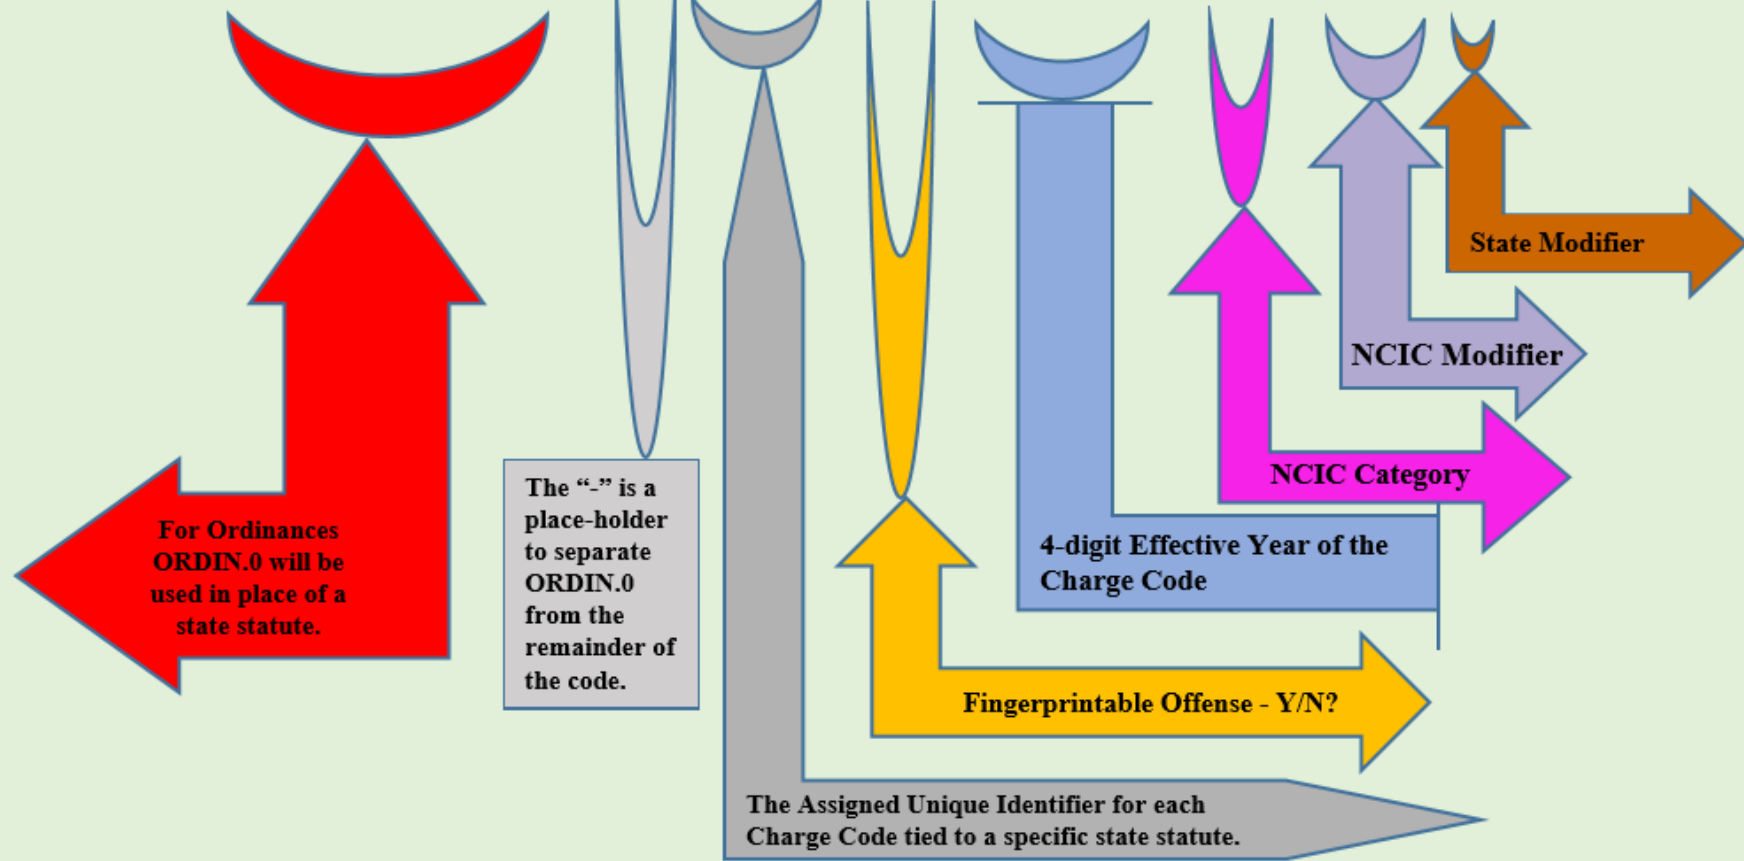 For Ordinances
ORDIN.0 will be
used in place of a
state statute.
The “-” is a
place-holder
to separate
ORDIN.0
from the
remainder of
the code.
The Assigned Unique Identifier for each
Charge Code tied to a specific state statute.
Fingerprintable Offense - Y/N?
4-digit Effective Year of the
Charge Code
NCIC Category
NCIC Modifier
State Modifier